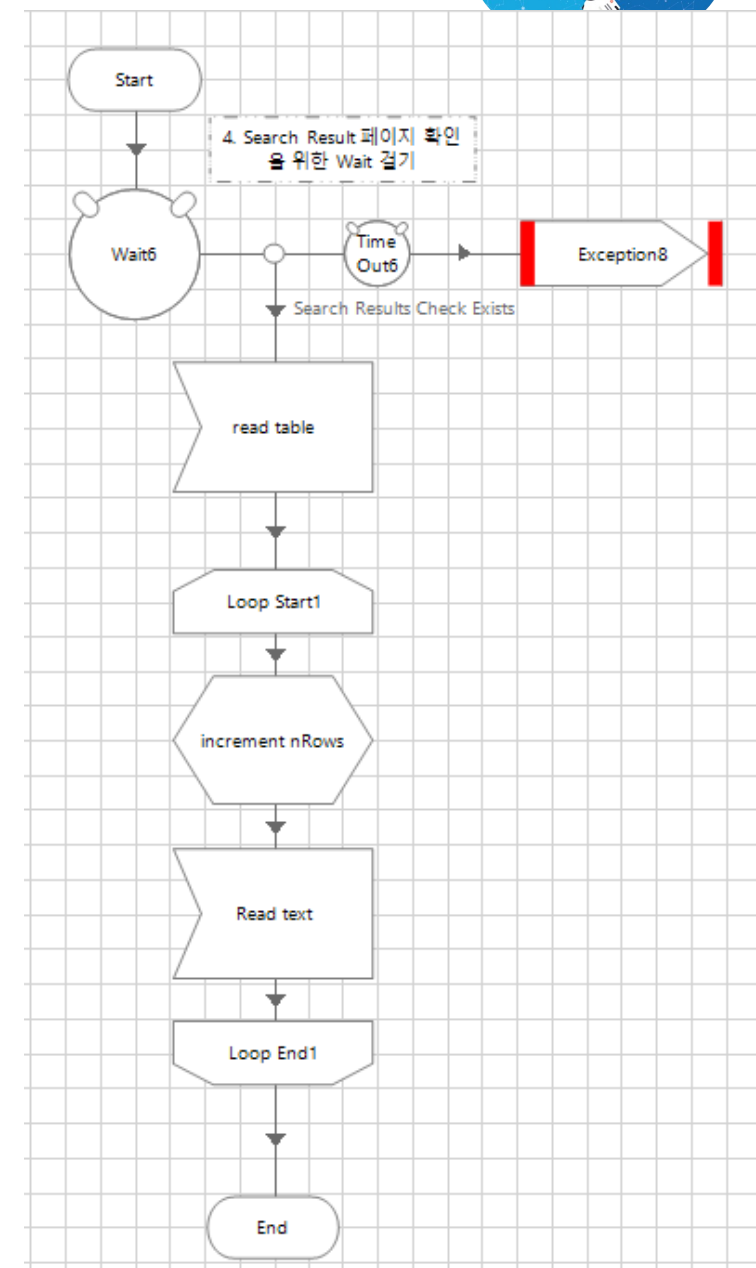 Start
4. Search Result 페이지 확인
을 위한 Wait 걸기
Wait6
Time
Out6
Exception8
Search Results Check Exists
read table
Loop Start1
increment nRows
Read text
Loop End1
End